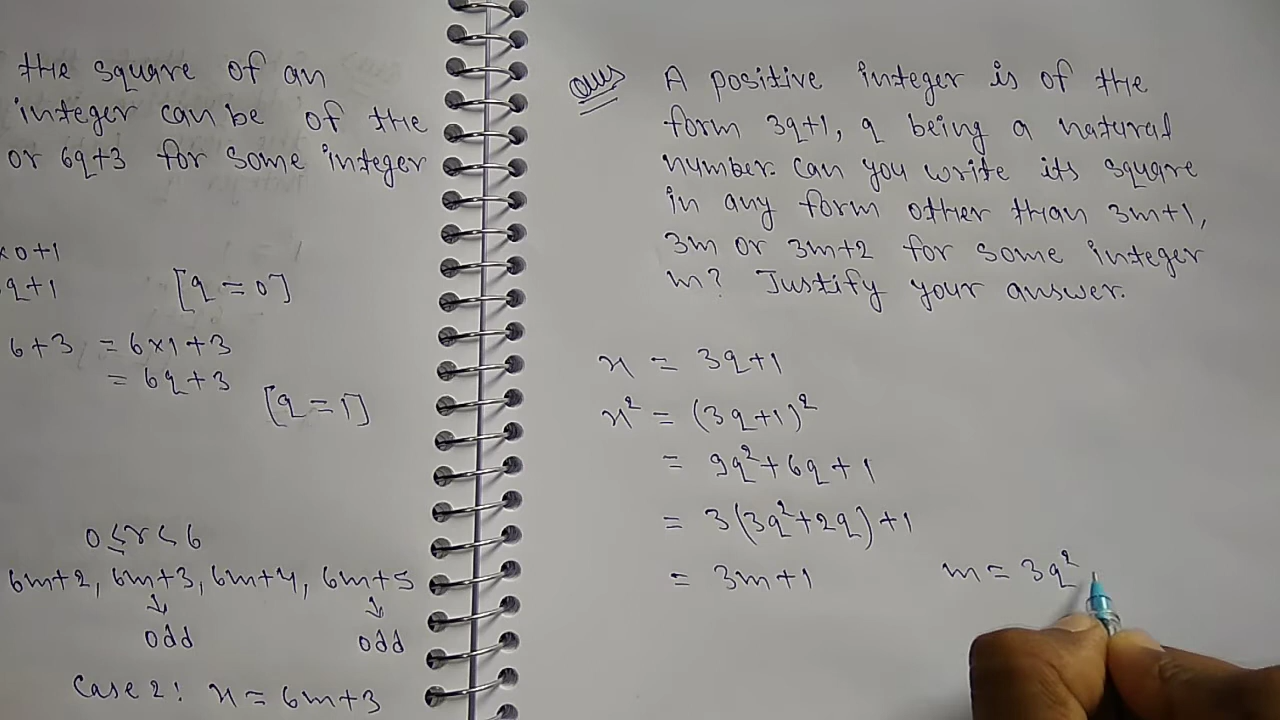 the square of an
integer can be of the
or 6q+3 for some integer
×0+1
q+1 [q=0]
6+3 = 6×1+3
= 6q+3
[q=1]
0≤r<6
6m+2, 6m+3, 6m+4, 6m+5
odd odd
Case 2: x = 6m+3
Ques A positive integer is of the
form 3q+1, q being a natural
number. Can you write its square
in any form other than 3m+1,
3m or 3m+2 for some integer
m? Justify your answer.
x = 3q+1
x² = (3q+1)²
= 9q²+6q+1
= 3(3q²+2q)+1
= 3m+1 m = 3q²